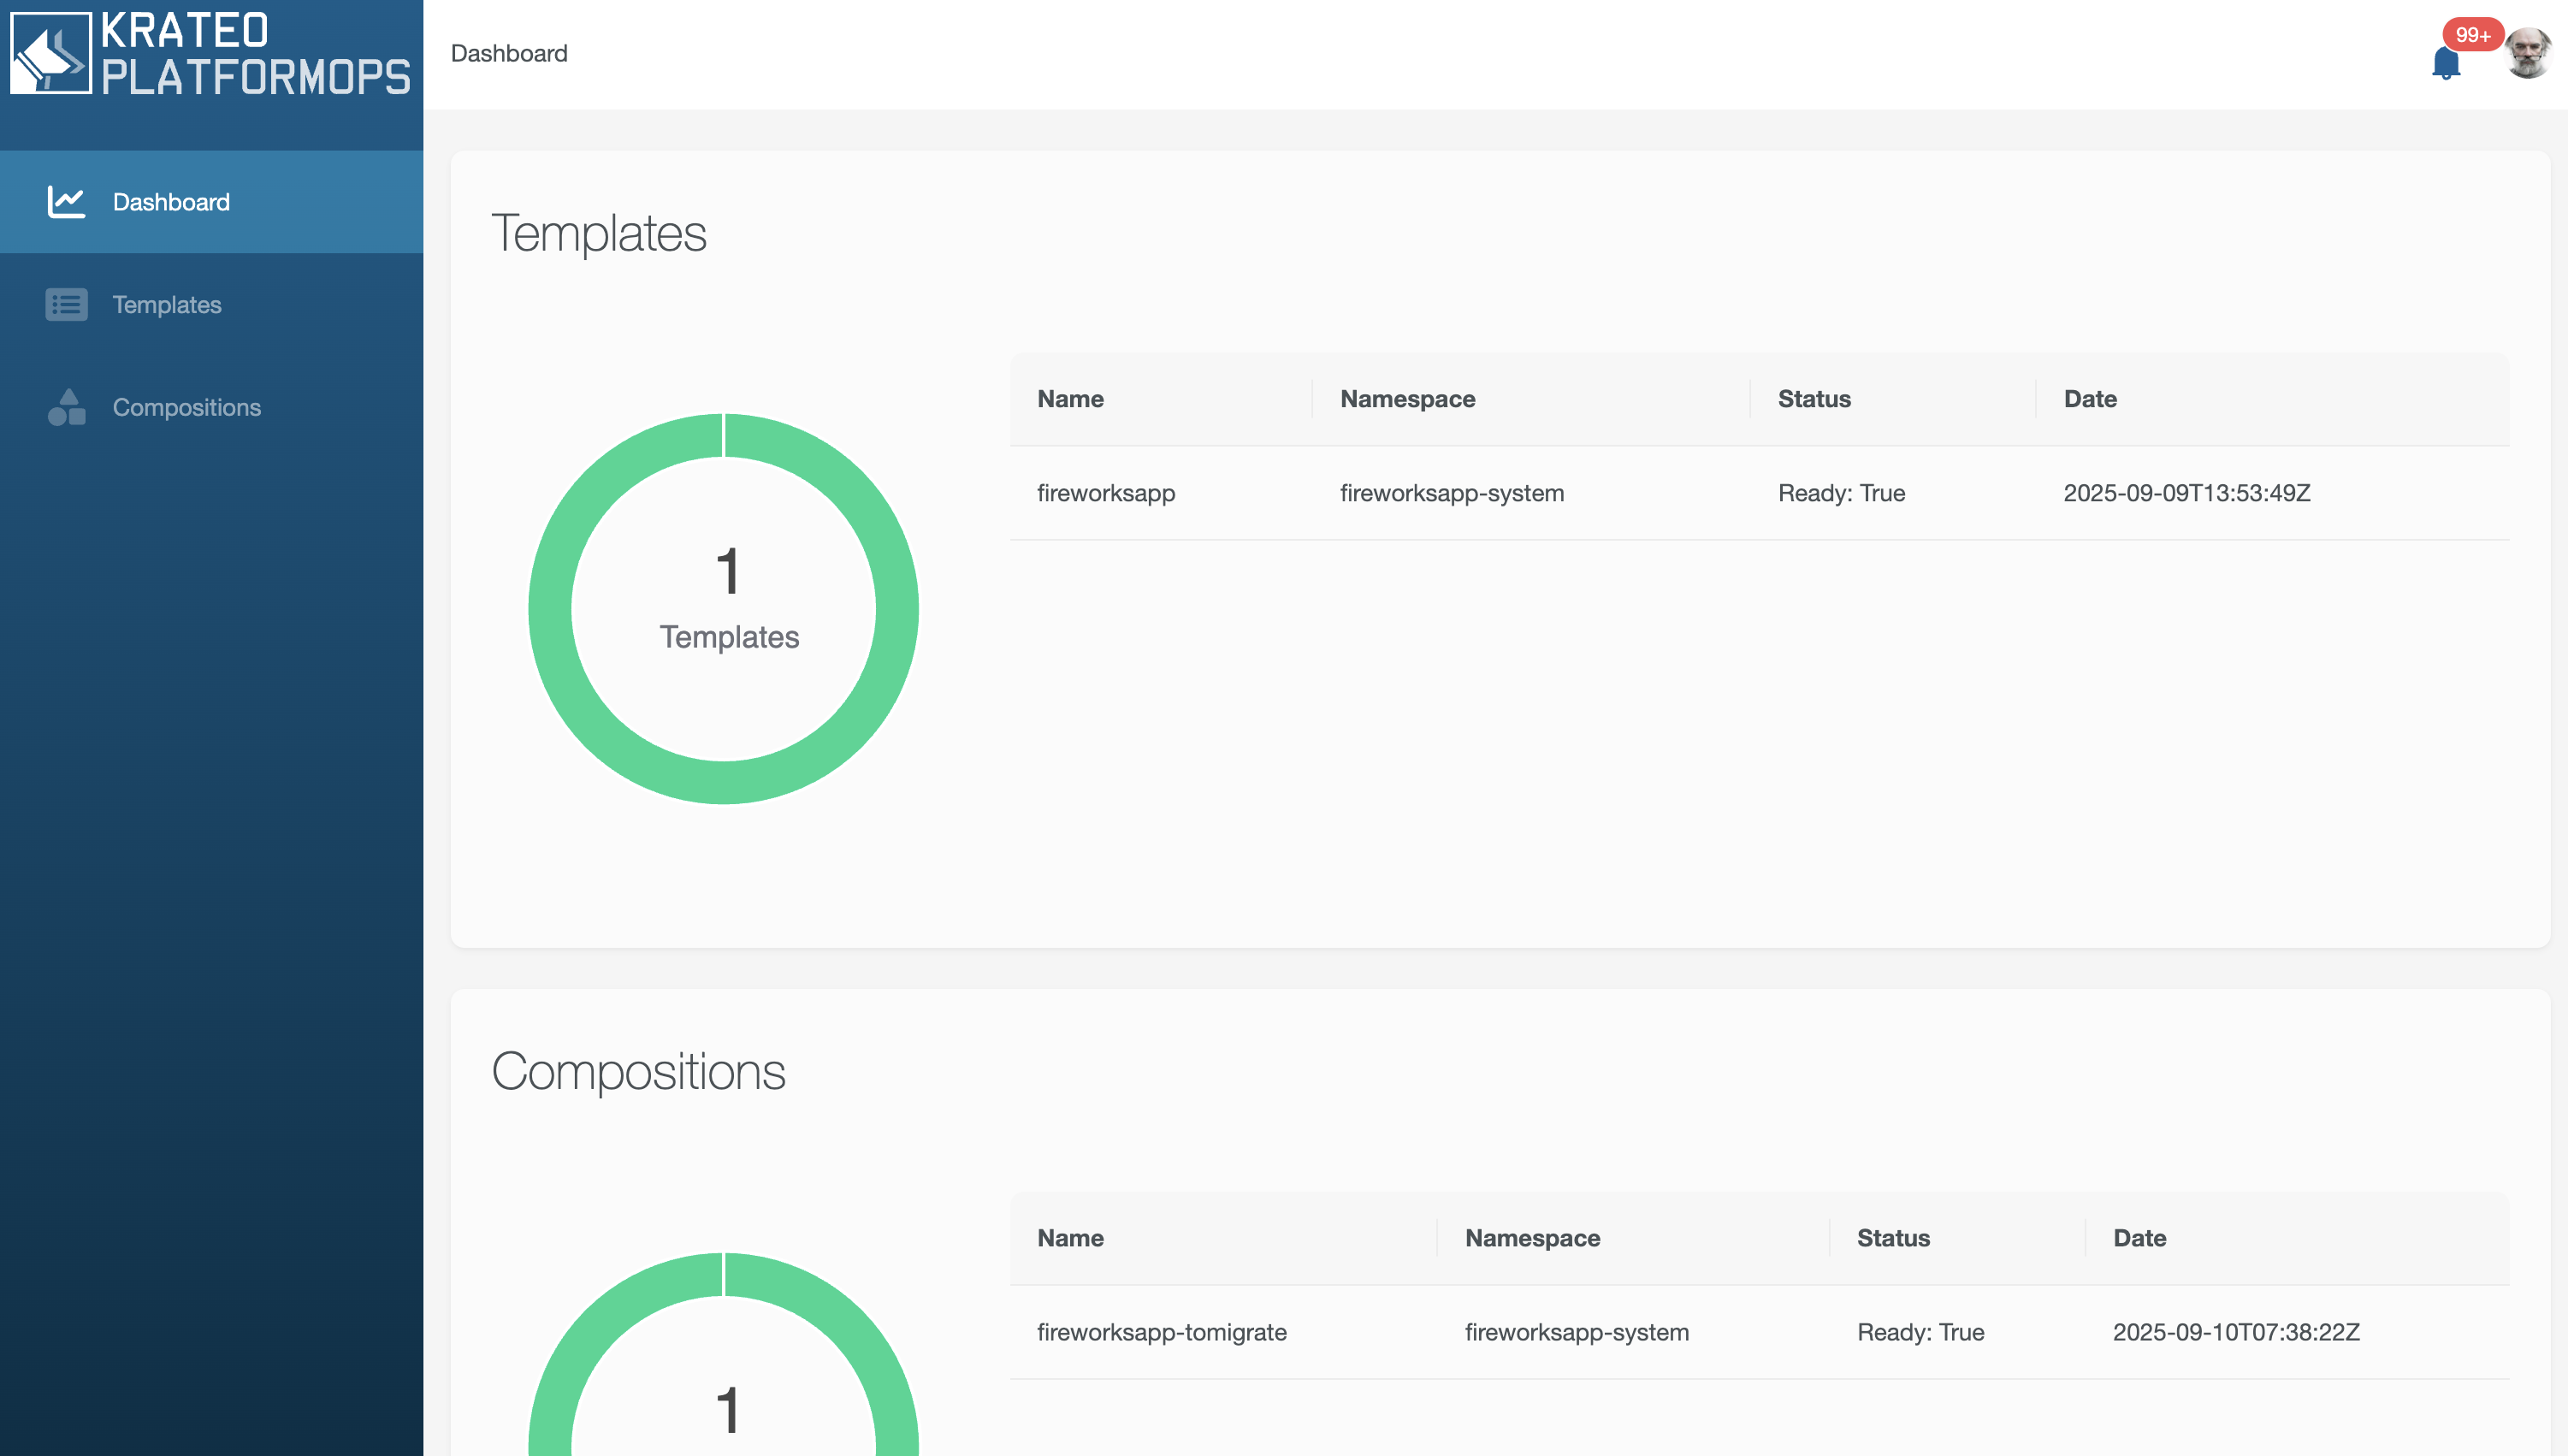 KRATEO
PLATFORMOPS
Dashboard
99+
Dashboard
Templates
Compositions
Templates
1
Templates
Name Namespace Status Date
fireworksapp fireworksapp-system Ready: True 2025-09-09T13:53:49Z
Compositions
1
Name Namespace Status Date
fireworksapp-tomigrate fireworksapp-system Ready: True 2025-09-10T07:38:22Z